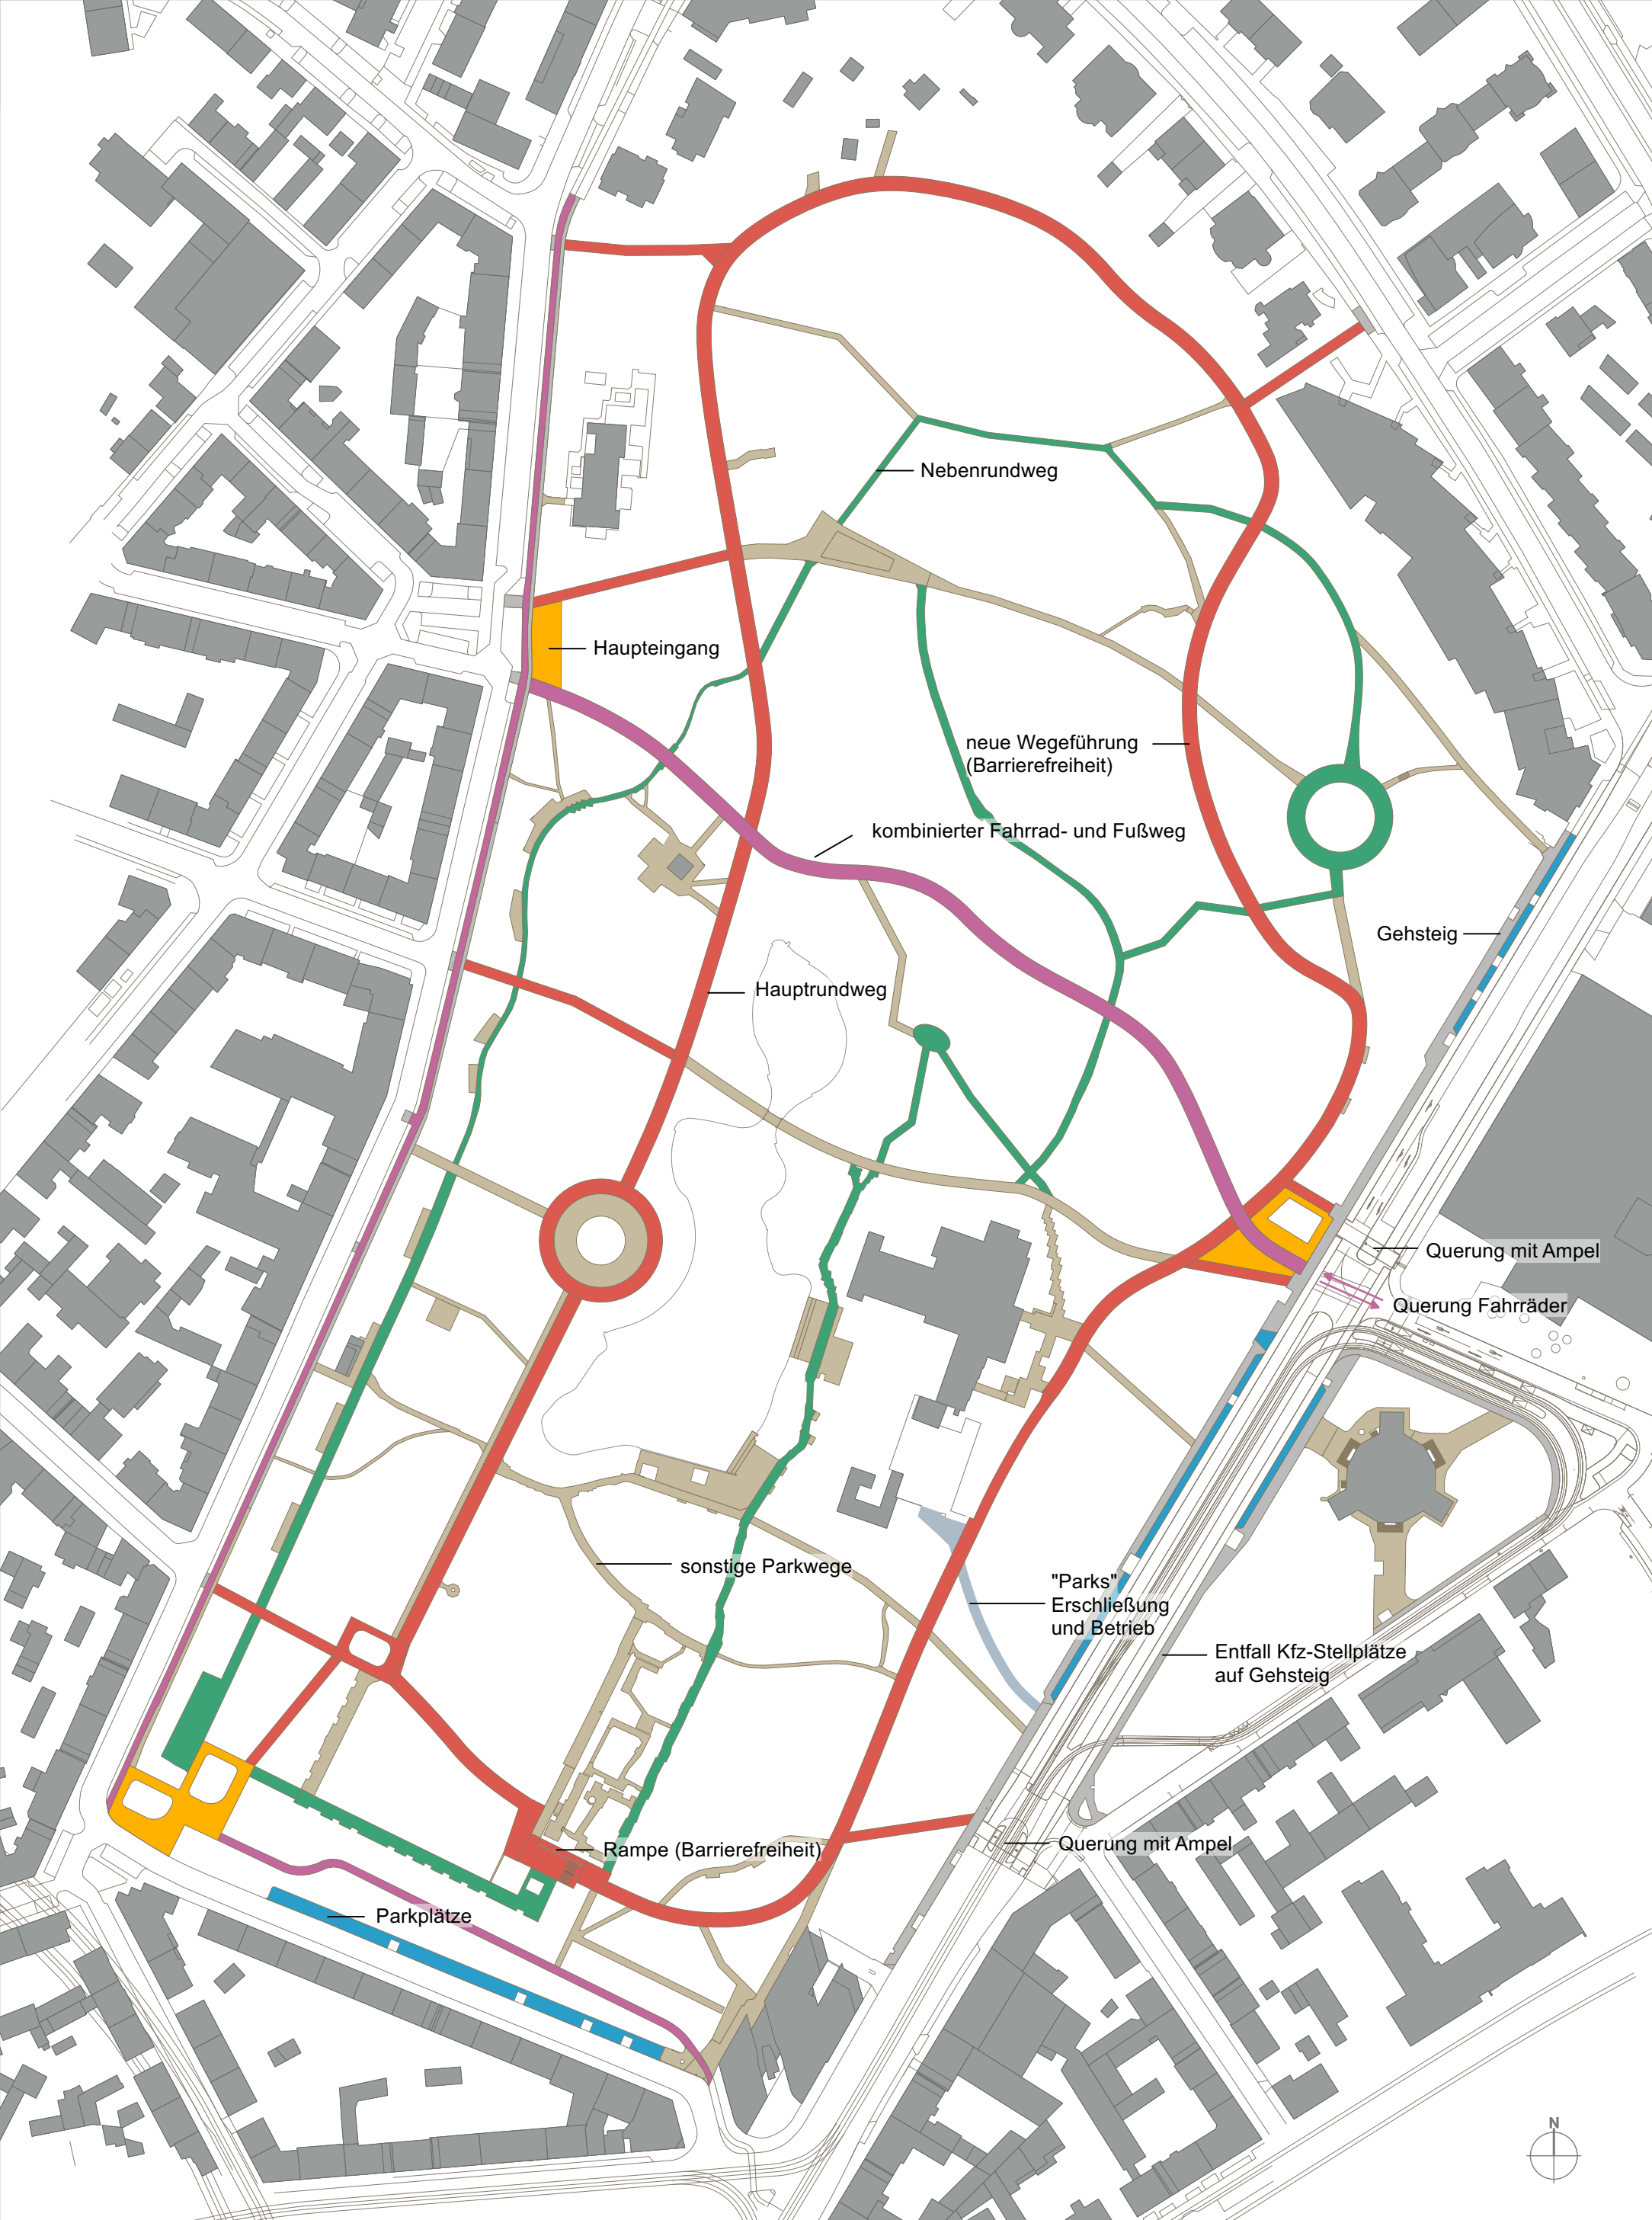 Nebenrundweg
Haupteingang
neue Wegeführung
(Barrierefreiheit)
kombinierter Fahrrad- und Fußweg
Gehsteig
Hauptrundweg
Querung mit Ampel
Querung Fahrräder
sonstige Parkwege
"Parks"
Erschließung
und Betrieb
Entfall Kfz-Stellplätze
auf Gehsteig
Rampe (Barrierefreiheit)
Querung mit Ampel
Parkplätze
N